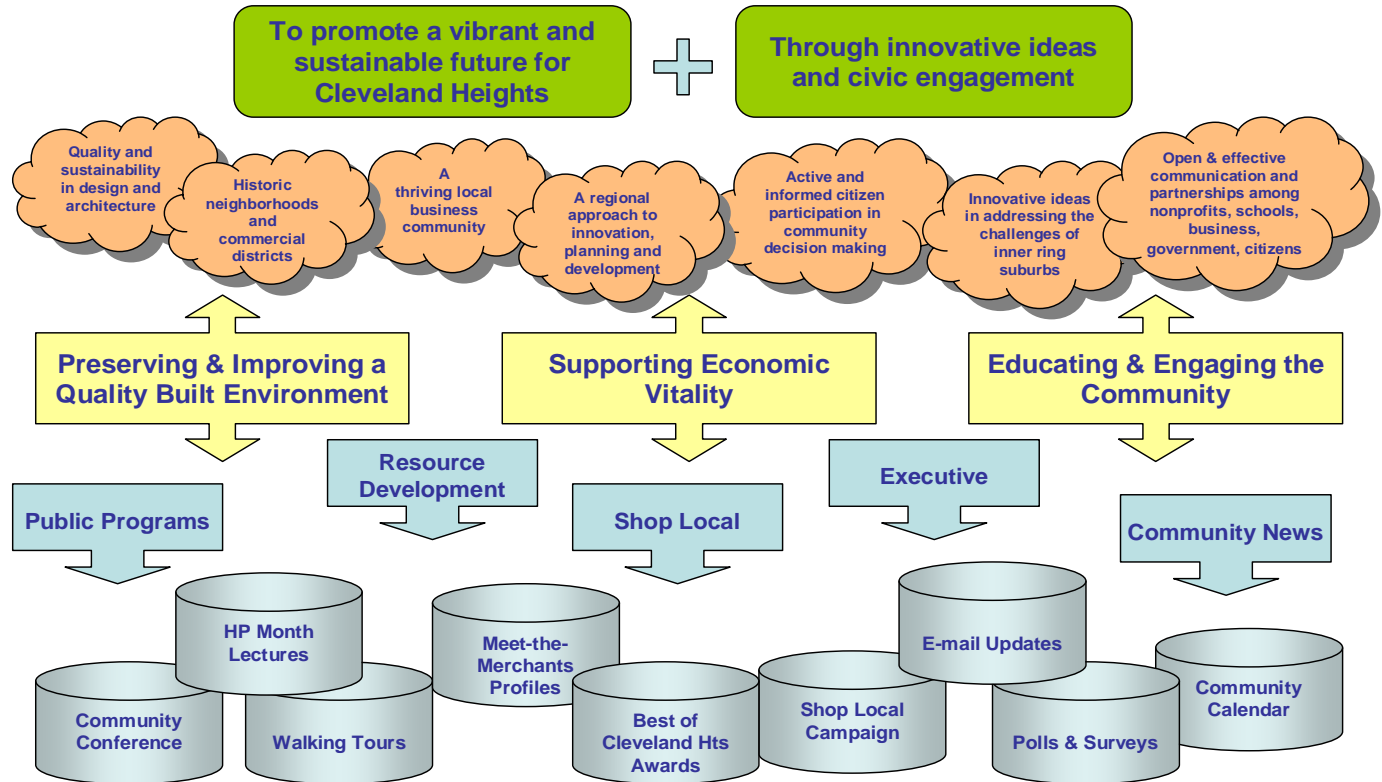 To promote a vibrant and
sustainable future for
Cleveland Heights
Through innovative ideas
and civic engagement
Quality and
sustainability
in design and
architecture
Historic
neighborhoods
and
commercial
districts
A
thriving local
business
community
A regional
approach to
innovation,
planning and
development
Active and
informed citizen
participation in
community
decision making
Innovative ideas
in addressing the
challenges of
inner ring
suburbs
Open & effective
communication and
partnerships among
nonprofits, schools,
business,
government, citizens
Preserving & Improving a
Quality Built Environment
Supporting Economic
Vitality
Educating & Engaging the
Community
Public Programs
Resource
Development
Shop Local
Executive
Community News
Community
Conference
HP Month
Lectures
Walking Tours
Meet-the-
Merchants
Profiles
Best of
Cleveland Hts
Awards
Shop Local
Campaign
E-mail Updates
Polls & Surveys
Community
Calendar